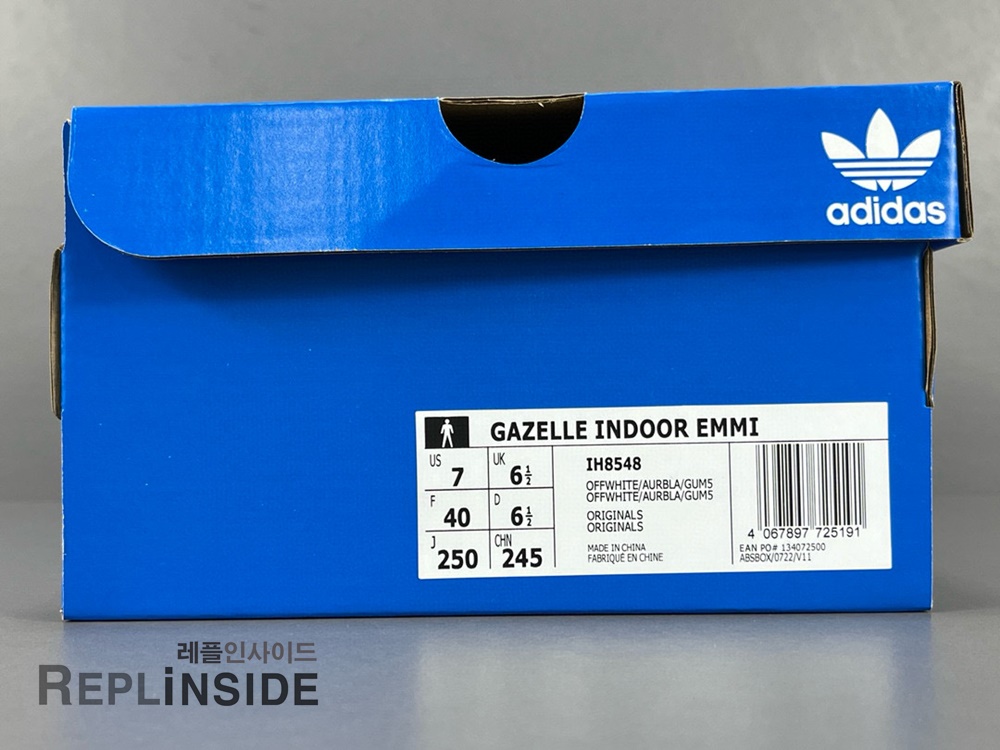 adidas
GAZELLE INDOOR EMMI
US 7 UK 6½
F 40 D 6½
J 250 CHN 245
IH8548
OFFWHITE/AURBLA/GUM5
OFFWHITE/AURBLA/GUM5
ORIGINALS
ORIGINALS
MADE IN CHINA
FABRIQUÉ EN CHINE
4 067897 725191
EAN PO# 134072500
ABSBOX/0722/V11
레플인사이드
REPLiNSIDE